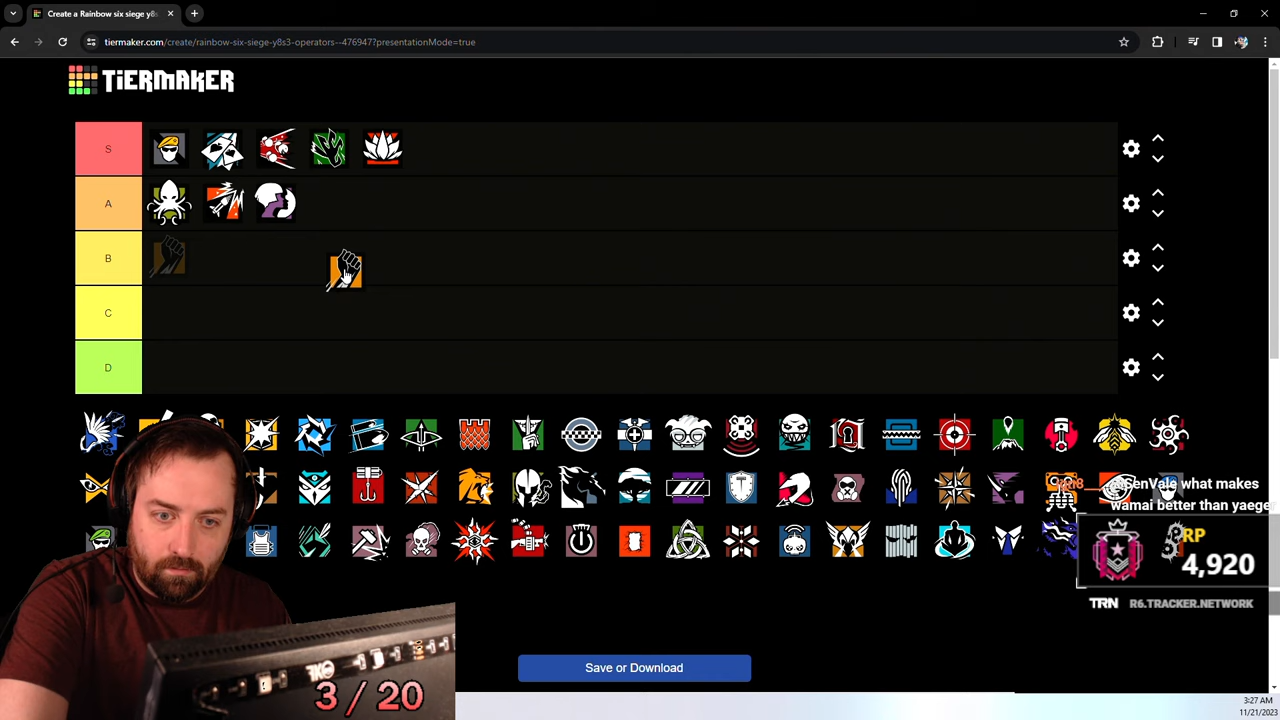 Create a Rainbow six siege y8s
tiermaker.com/create/rainbow-six-siege-y8s3-operators--476947?presentationMode=true
TiERMAKER
S
A
B
C
D
SenVale what makes
wamai better than yaeger
RP
4,920
TRN R6.TRACKER.NETWORK
Save or Download
3 / 20
3:27 AM
11/21/2023